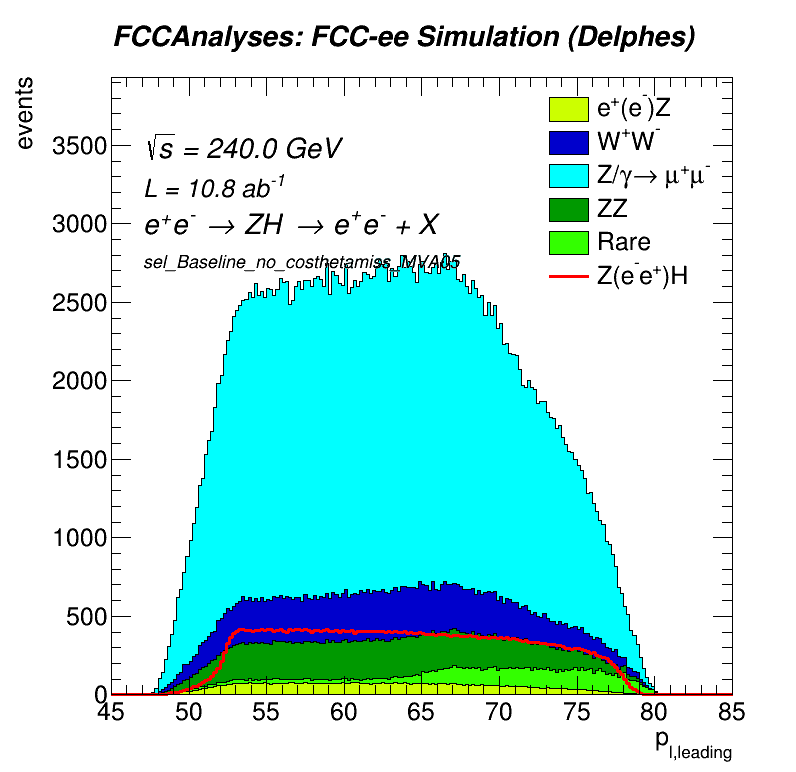 FCCAnalyses: FCC-ee Simulation (Delphes)
events
√s = 240.0 GeV
L = 10.8 ab⁻¹
e⁺e⁻ → ZH → e⁺e⁻ + X
sel_Baseline_no_costhetamiss_MVA05
e⁺(e⁻)Z
W⁺W⁻
Z/γ→ μ⁺μ⁻
ZZ
Rare
Z(e⁻e⁺)H
3500
3000
2500
2000
1500
1000
500
0
45 50 55 60 65 70 75 80 85
p_l,leading